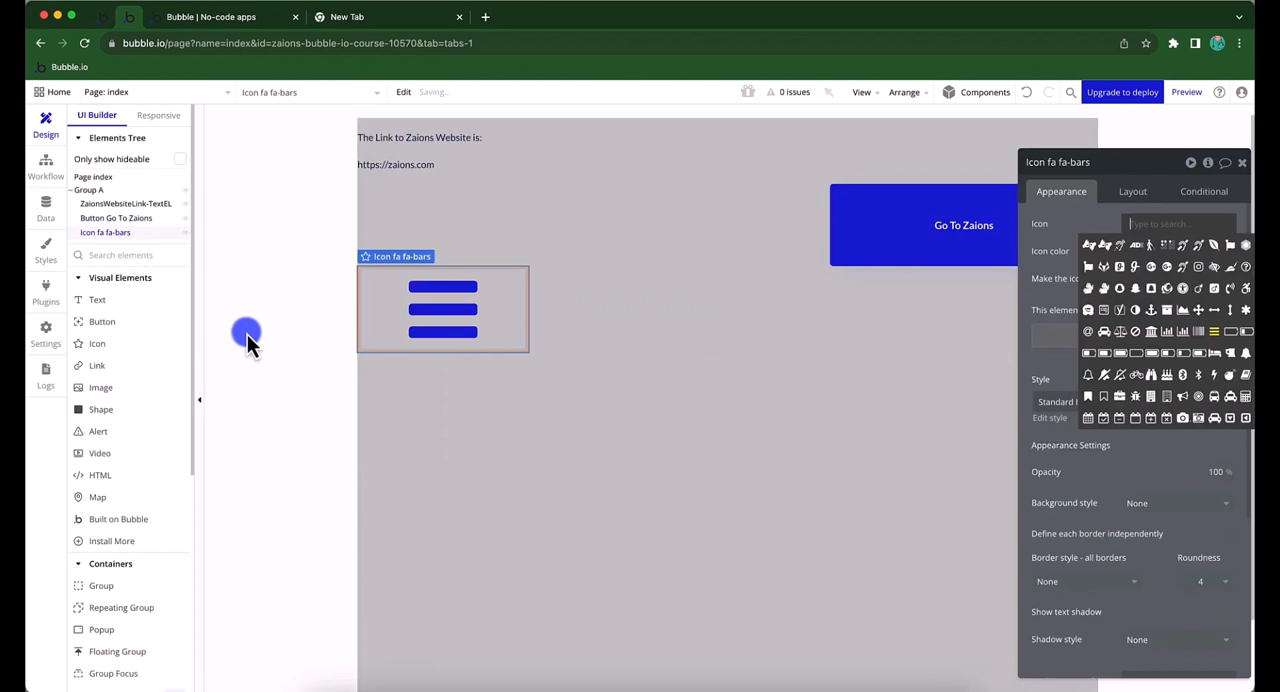 Bubble | No-code apps
New Tab
bubble.io/page?name=index&id=zaions-bubble-io-course-10570&tab=tabs-1
Bubble.io
Home
Page: index
Icon fa fa-bars
Edit
Saving...
0 issues
View
Arrange
Components
Upgrade to deploy
Preview
Design
Workflow
Data
Styles
Plugins
Settings
Logs
UI Builder
Responsive
Elements Tree
Only show hideable
Page index
Group A
ZaionsWebsiteLink-TextEL
Button Go To Zaions
Icon fa fa-bars
Search elements
Visual Elements
Text
Button
Icon
Link
Image
Shape
Alert
Video
HTML
Map
Built on Bubble
Install More
Containers
Group
Repeating Group
Popup
Floating Group
Group Focus
The Link to Zaions Website is:
https://zaions.com
Go To Zaions
Icon fa fa-bars
Icon fa fa-bars
Appearance
Layout
Conditional
Icon
Type to search...
Icon color
Make the ico
This elemen
Style
Standard
Edit style
Appearance Settings
Opacity
100 %
Background style
None
Define each border independently
Border style - all borders
Roundness
None
4
Show text shadow
Shadow style
None